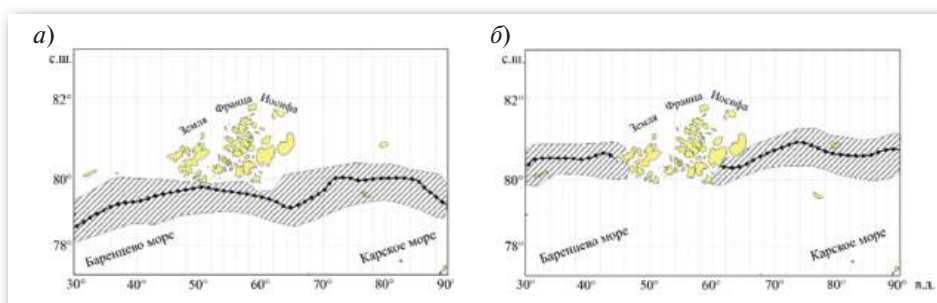 а)
с.ш.
82°
Земля Франца Иосифа
80°
78°
Баренцево море
Карское море
30° 40° 50° 60° 70° 80° 90°
б)
с.ш.
82°
Земля Франца Иосифа
80°
78°
Баренцева море
Карское море
30° 40° 50° 60° 70° 80° 90° в.д.